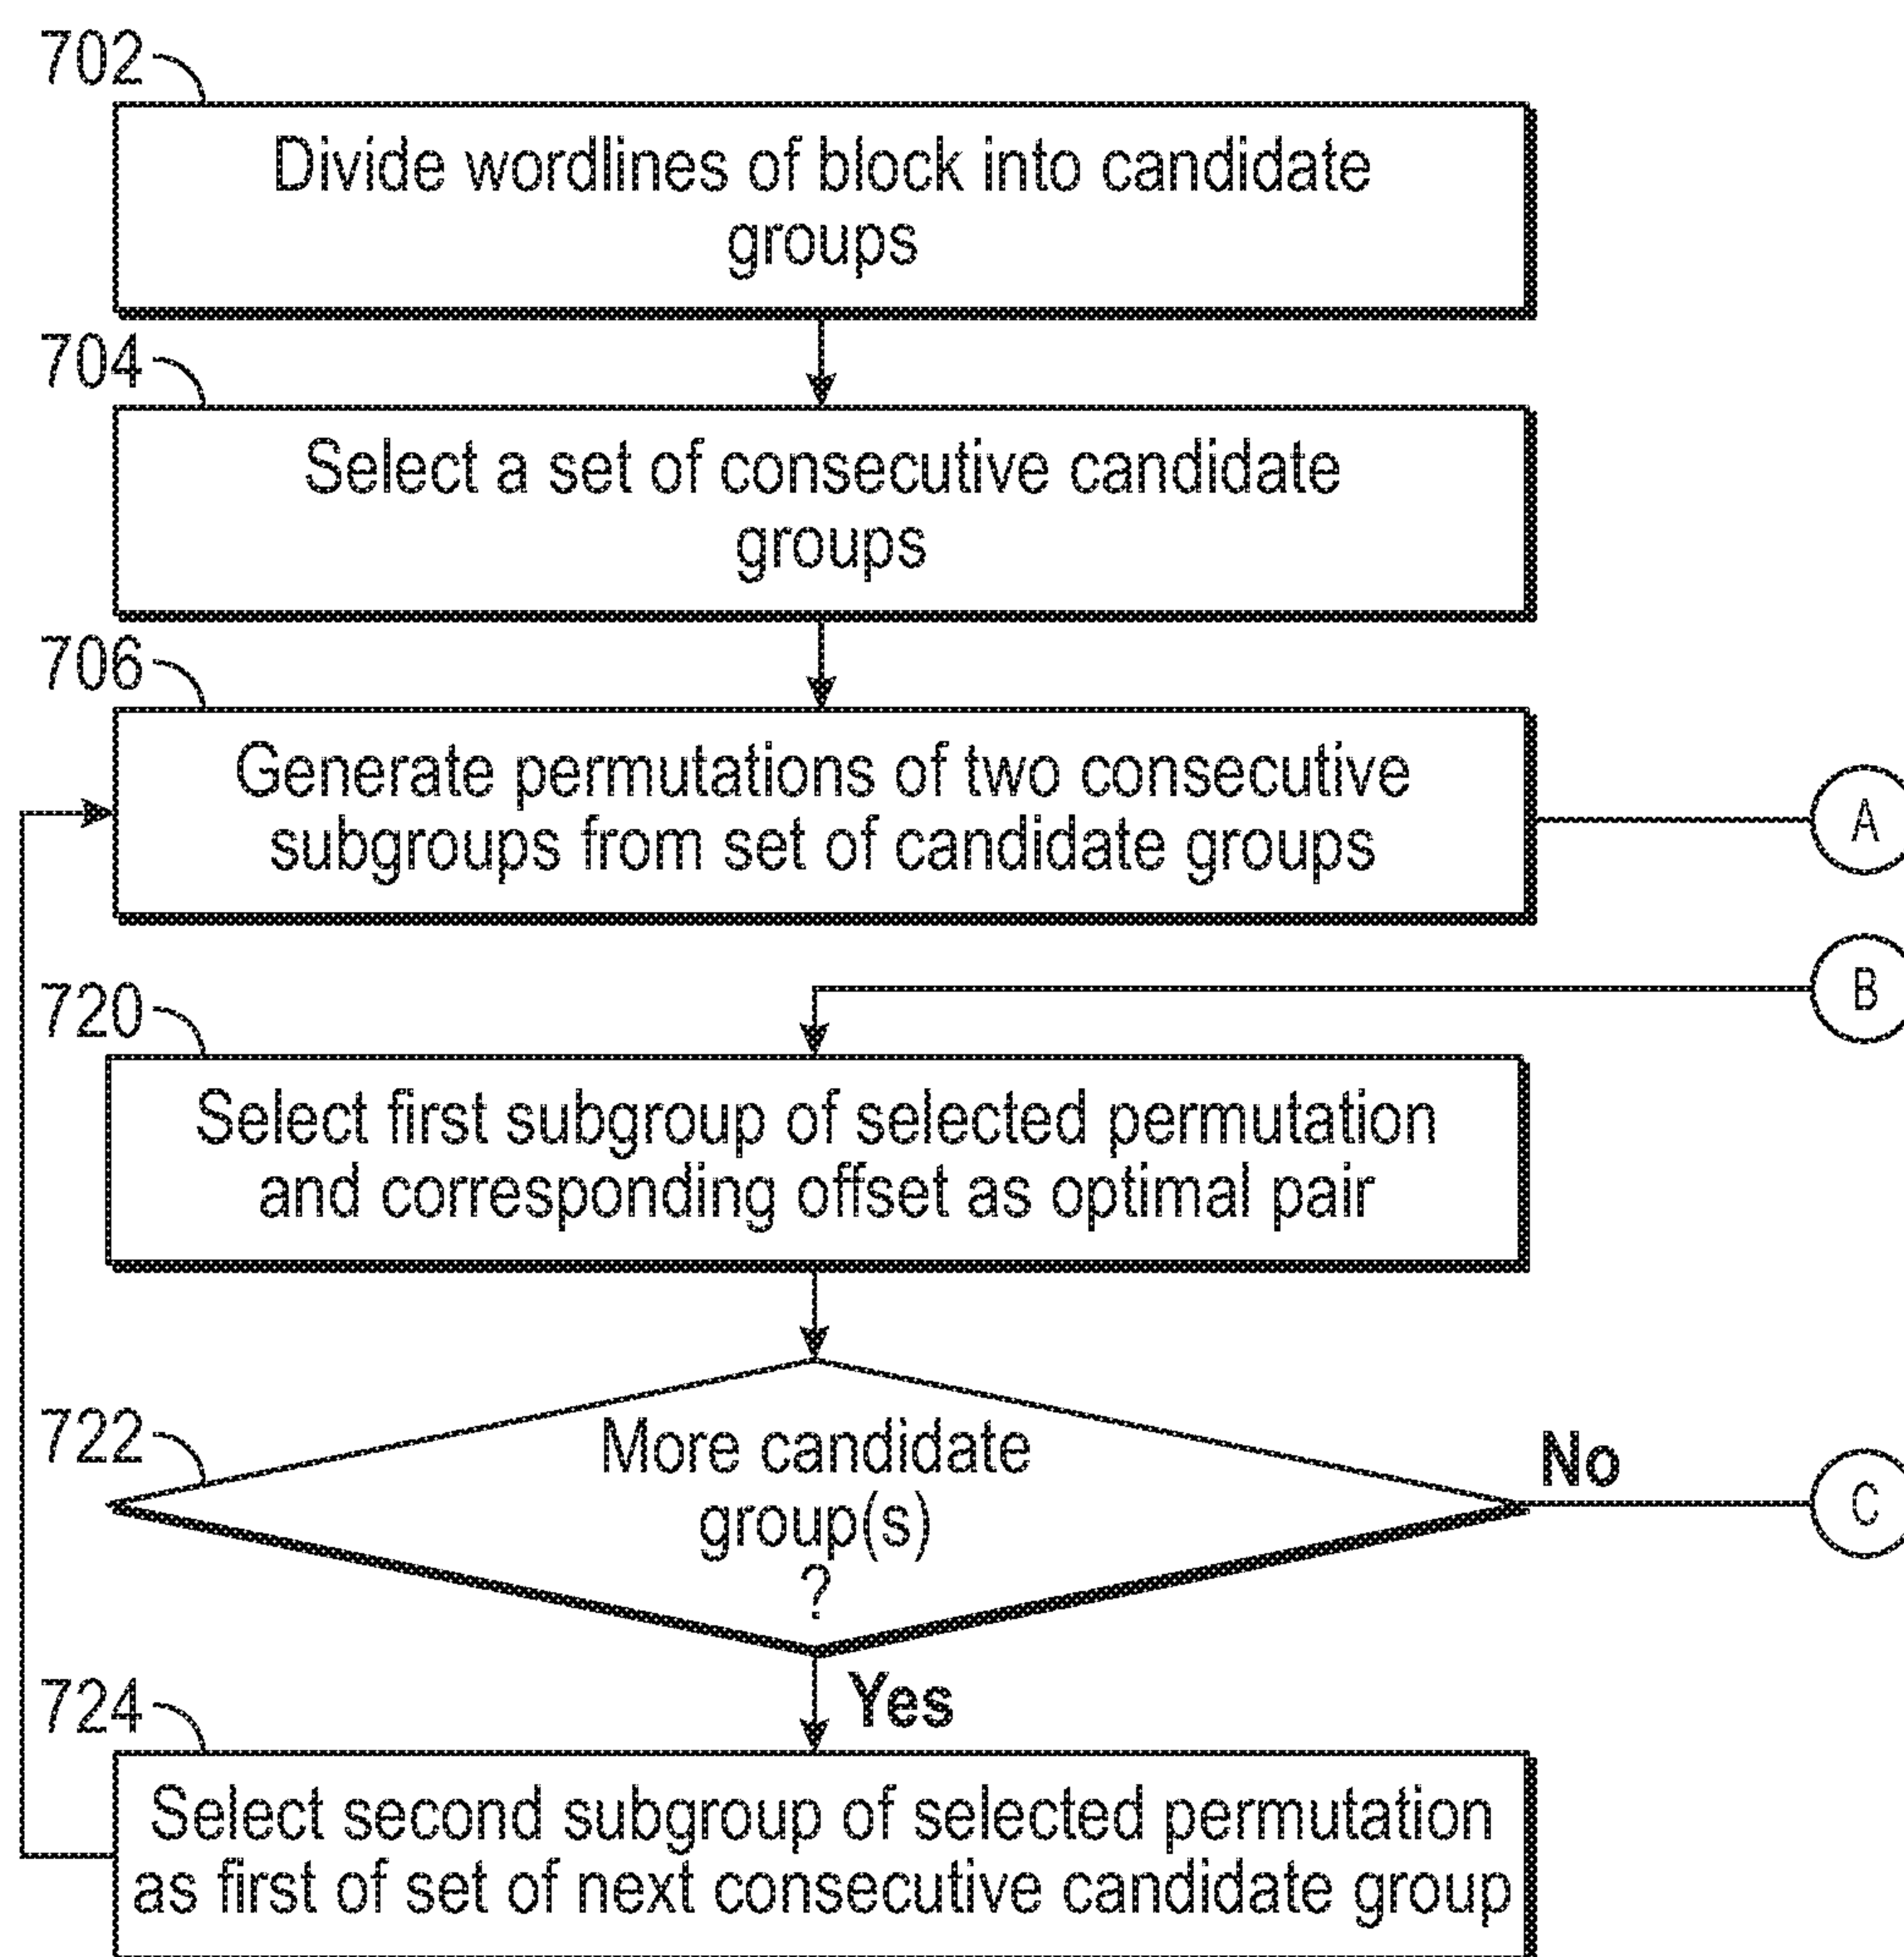 702
Divide wordlines of block into candidate
groups
704
Select a set of consecutive candidate
groups
706
Generate permutations of two consecutive
subgroups from set of candidate groups
A
B
720
Select first subgroup of selected permutation
and corresponding offset as optimal pair
722
More candidate
group(s)
?
No
C
Yes
724
Select second subgroup of selected permutation
as first of set of next consecutive candidate group